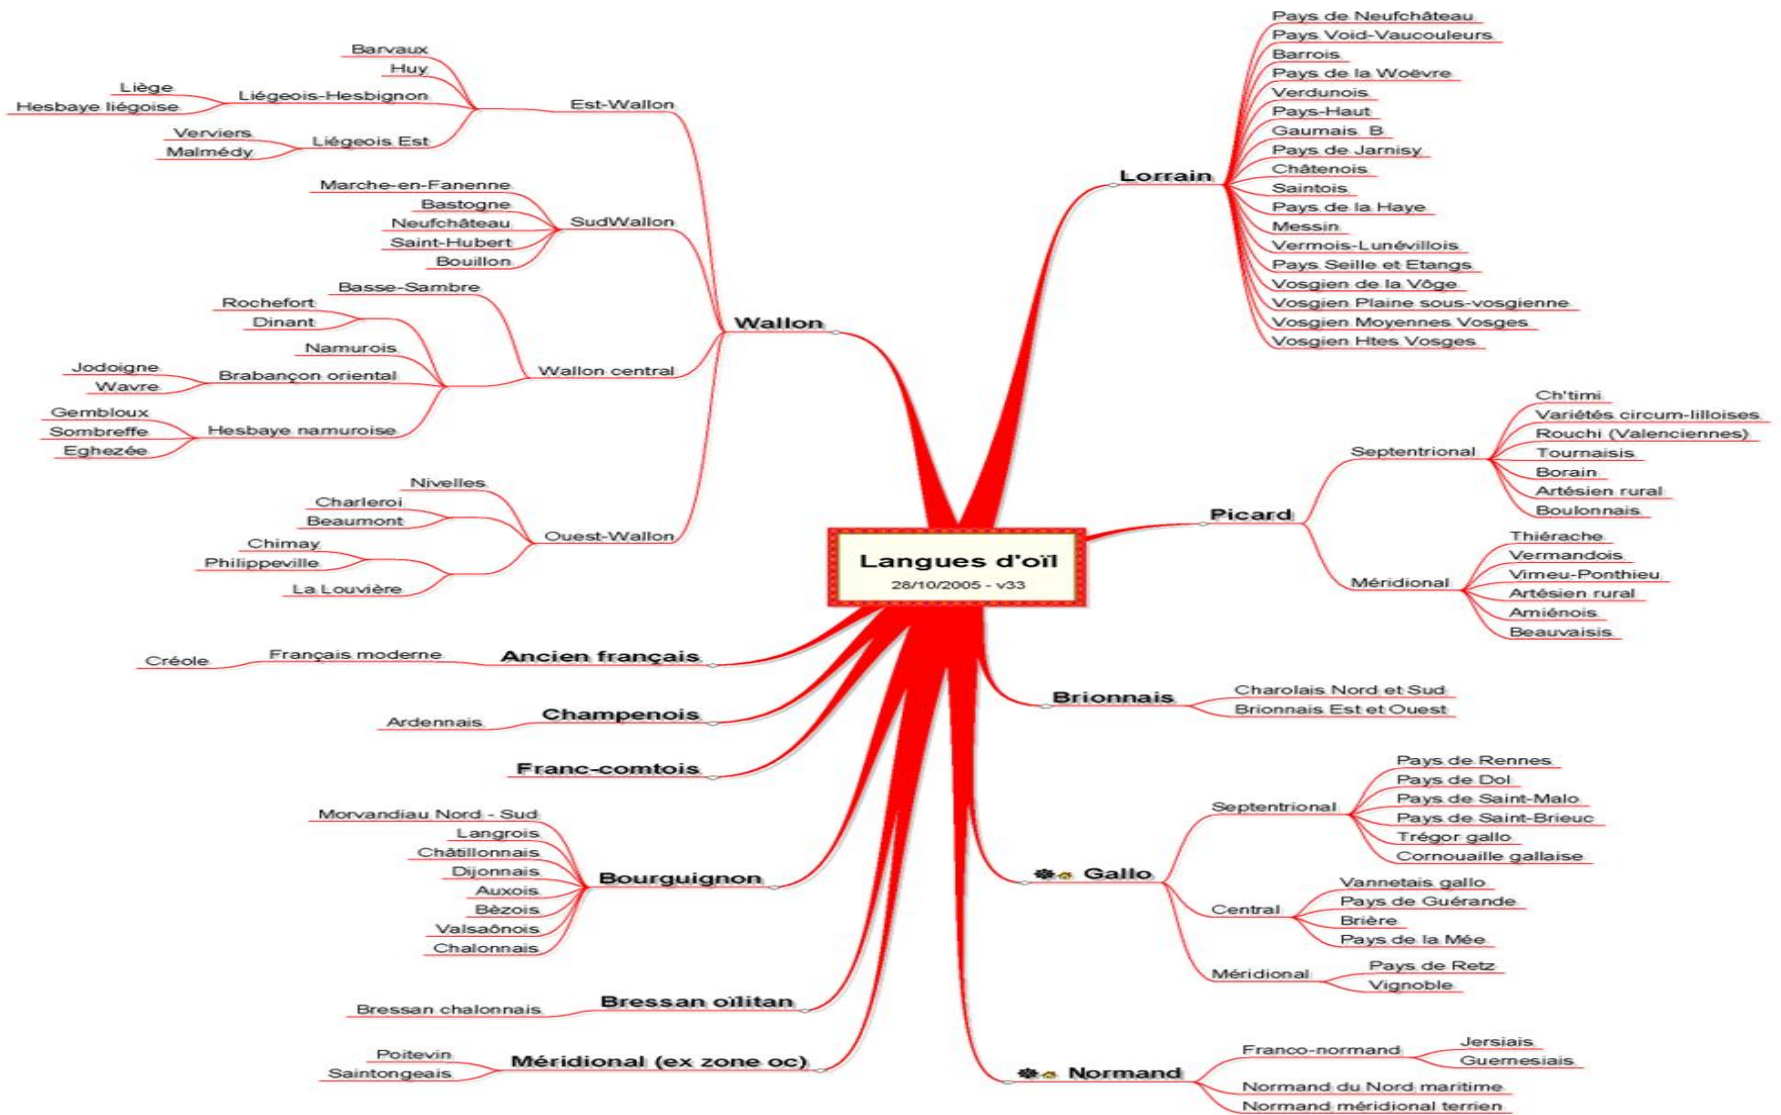 Langues d'oïl
28/10/2005 - v33
Wallon
Est-Wallon
Barvaux
Huy
Liégeois-Hesbignon
Liège
Hesbaye liégoise
Liégeois Est
Verviers
Malmédy
SudWallon
Marche-en-Fanenne
Bastogne
Neufchâteau
Saint-Hubert
Bouillon
Wallon central
Basse-Sambre
Rochefort
Dinant
Namurois
Brabançon oriental
Jodoigne
Wavre
Hesbaye namuroise
Gembloux
Sombreffe
Eghezée
Ouest-Wallon
Nivelles
Charleroi
Beaumont
Chimay
Philippeville
La Louvière
Ancien français
Français moderne
Créole
Champenois
Ardennais
Franc-comtois
Bourguignon
Morvandiau Nord - Sud
Langrois
Châtillonnais
Dijonnais
Auxois
Bèzois
Valsaônois
Chalonnais
Bressan oïlitan
Bressan chalonnais
Méridional (ex zone oc)
Poitevin
Saintongeais
Lorrain
Pays de Neufchâteau
Pays Void-Vaucouleurs
Barrois
Pays de la Woëvre
Verdunois
Pays-Haut
Gaumais B
Pays de Jarnisy
Châtenois
Saintois
Pays de la Haye
Messin
Vermois-Lunévillois
Pays Seille et Etangs
Vosgien de la Vôge
Vosgien Plaine sous-vosgienne
Vosgien Moyennes Vosges
Vosgien Htes Vosges
Picard
Septentrional
Ch'timi
Variétés circum-lilloises
Rouchi (Valenciennes)
Tournaisis
Borain
Artésien rural
Boulonnais
Méridional
Thiérache
Vermandois
Vimeu-Ponthieu
Artésien rural
Amiénois
Beauvaisis
Brionnais
Charolais Nord et Sud
Brionnais Est et Ouest
Gallo
Septentrional
Pays de Rennes
Pays de Dol
Pays de Saint-Malo
Pays de Saint-Brieuc
Trégor gallo
Cornouaille gallaise
Central
Vannetais gallo
Pays de Guérande
Brière
Pays de la Mée
Méridional
Pays de Retz
Vignoble
Normand
Franco-normand
Jersiais
Guernesiais
Normand du Nord maritime
Normand méridional terrien